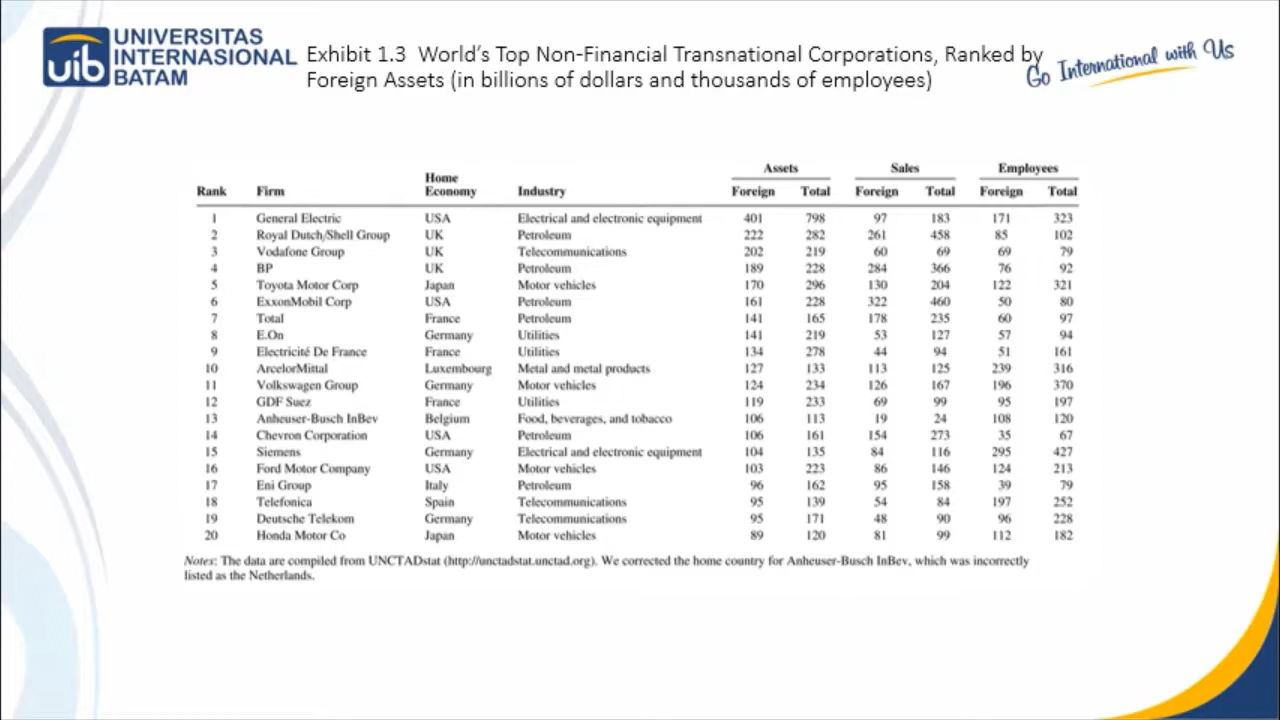 UNIVERSITAS
INTERNASIONAL
BATAM
uib
Exhibit 1.3 World's Top Non-Financial Transnational Corporations, Ranked by
Foreign Assets (in billions of dollars and thousands of employees)
Go International with Us
Assets Sales Employees
Rank Firm Home Economy Industry Foreign Total Foreign Total Foreign Total
1 General Electric USA Electrical and electronic equipment 401 798 97 183 171 323
2 Royal Dutch/Shell Group UK Petroleum 222 282 261 458 85 102
3 Vodafone Group UK Telecommunications 202 219 60 69 69 79
4 BP UK Petroleum 189 228 284 366 76 92
5 Toyota Motor Corp Japan Motor vehicles 170 296 130 204 122 321
6 ExxonMobil Corp USA Petroleum 161 228 322 460 50 80
7 Total France Petroleum 141 165 178 235 60 97
8 E.On Germany Utilities 141 219 53 127 57 94
9 Electricité De France France Utilities 134 278 44 94 51 161
10 ArcelorMittal Luxembourg Metal and metal products 127 133 113 125 239 316
11 Volkswagen Group Germany Motor vehicles 124 234 126 167 196 370
12 GDF Suez France Utilities 119 233 69 99 95 197
13 Anheuser-Busch InBev Belgium Food, beverages, and tobacco 106 113 19 24 108 120
14 Chevron Corporation USA Petroleum 106 161 154 273 35 67
15 Siemens Germany Electrical and electronic equipment 104 135 84 116 295 427
16 Ford Motor Company USA Motor vehicles 103 223 86 146 124 213
17 Eni Group Italy Petroleum 96 162 95 158 39 79
18 Telefonica Spain Telecommunications 95 139 54 84 197 252
19 Deutsche Telekom Germany Telecommunications 95 171 48 90 96 228
20 Honda Motor Co Japan Motor vehicles 89 120 81 99 112 182
Notes: The data are compiled from UNCTADstat (http://unctadstat.unctad.org). We corrected the home country for Anheuser-Busch InBev, which was incorrectly
listed as the Netherlands.